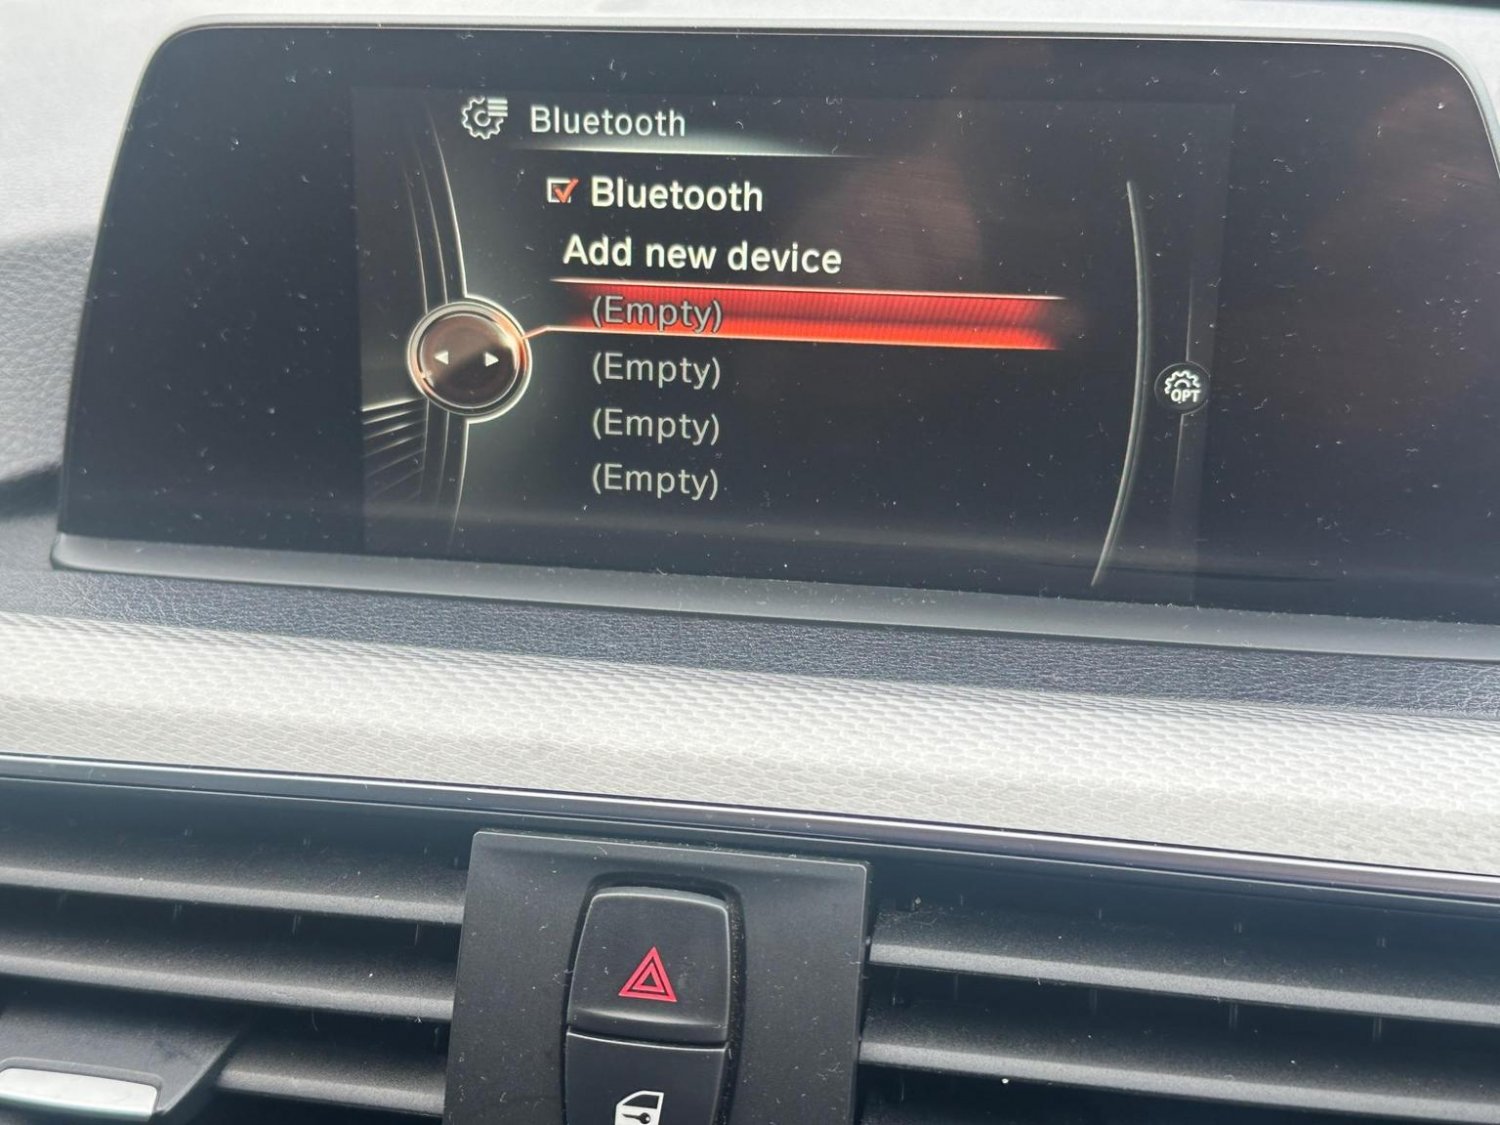 Bluetooth
Bluetooth
Add new device
(Empty)
(Empty)
(Empty)
(Empty)
OPT